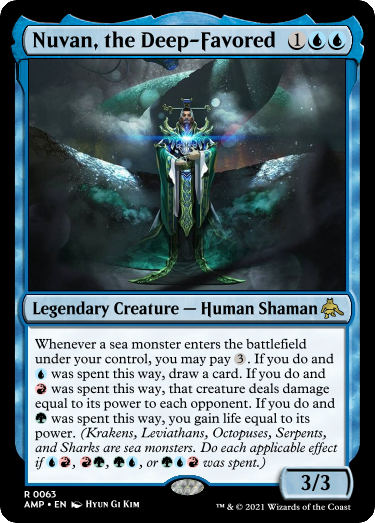 Nuvan, the Deep-Favored 1
Legendary Creature — Human Shaman
Whenever a sea monster enters the battlefield
under your control, you may pay 3. If you do and
was spent this way, draw a card. If you do and
was spent this way, that creature deals damage
equal to its power to each opponent. If you do and
was spent this way, you gain life equal to its
power. (Krakens, Leviathans, Octopuses, Serpents,
and Sharks are sea monsters. Do each applicable effect
if , , , or was spent.)
3/3
R 0063
AMP • EN Hyun Gi Kim
™ & © 2021 Wizards of the Coast